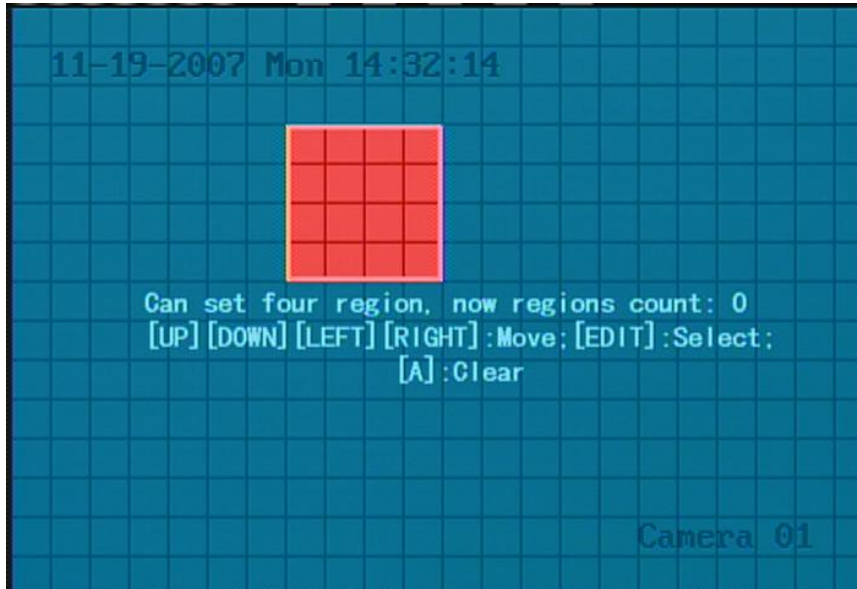 11-19-2007 Mon 14:32:14
Can set four region, now regions count: 0
[UP][DOWN][LEFT][RIGHT]:Move;[EDIT]:Select;
[A]:Clear
Camera 01